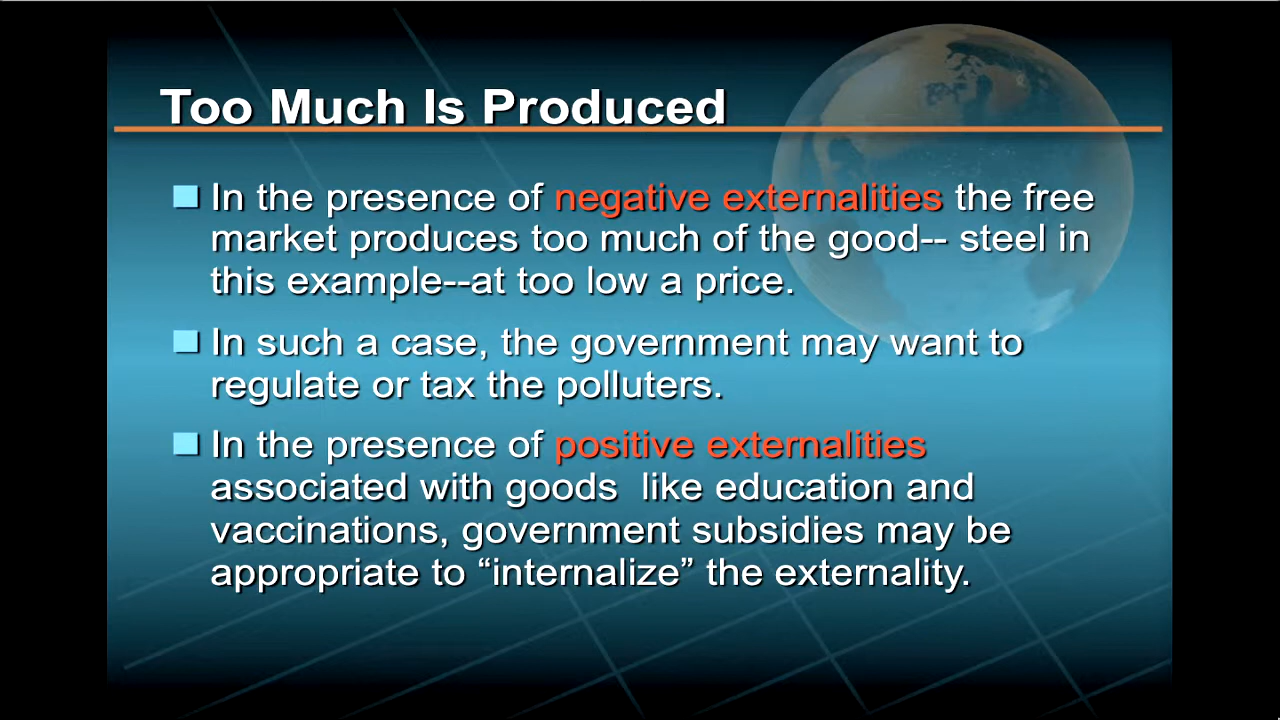 Too Much Is Produced
In the presence of negative externalities the free
market produces too much of the good-- steel in
this example--at too low a price.
In such a case, the government may want to
regulate or tax the polluters.
In the presence of positive externalities
associated with goods  like education and
vaccinations, government subsidies may be
appropriate to “internalize” the externality.